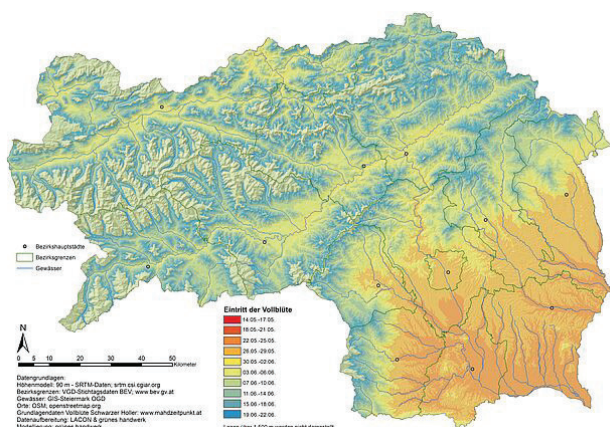 Bezirkshauptstädte
Bezirksgrenzen
Gewässer
N
0 5 10 20 30 40 50
Kilometer
Datengrundlagen:
Höhenmodell: 90 m - SRTM-Daten; srtm.csi.cgiar.org
Bezirksgrenzen: VGD-Stichtagsdaten BEV; www.bev.gv.at
Gewässer: GIS-Steiermark OGD
Orte: OSM; openstreetmap.org
Grundlagendaten Vollblüte Schwarzer Holler: www.mahdzeitpunkt.at
Datenaufbereitung: LACON & grünes handwerk
Modellierung: grünes handwerk
Eintritt der Vollblüte
14.05.-17.05.
18.05.-21.05.
22.05.-25.05.
26.05.-29.05.
30.05.-02.06.
03.06.-06.06.
07.06.-10.06.
11.06.-14.06.
15.06.-18.06.
19.06.-22.06.